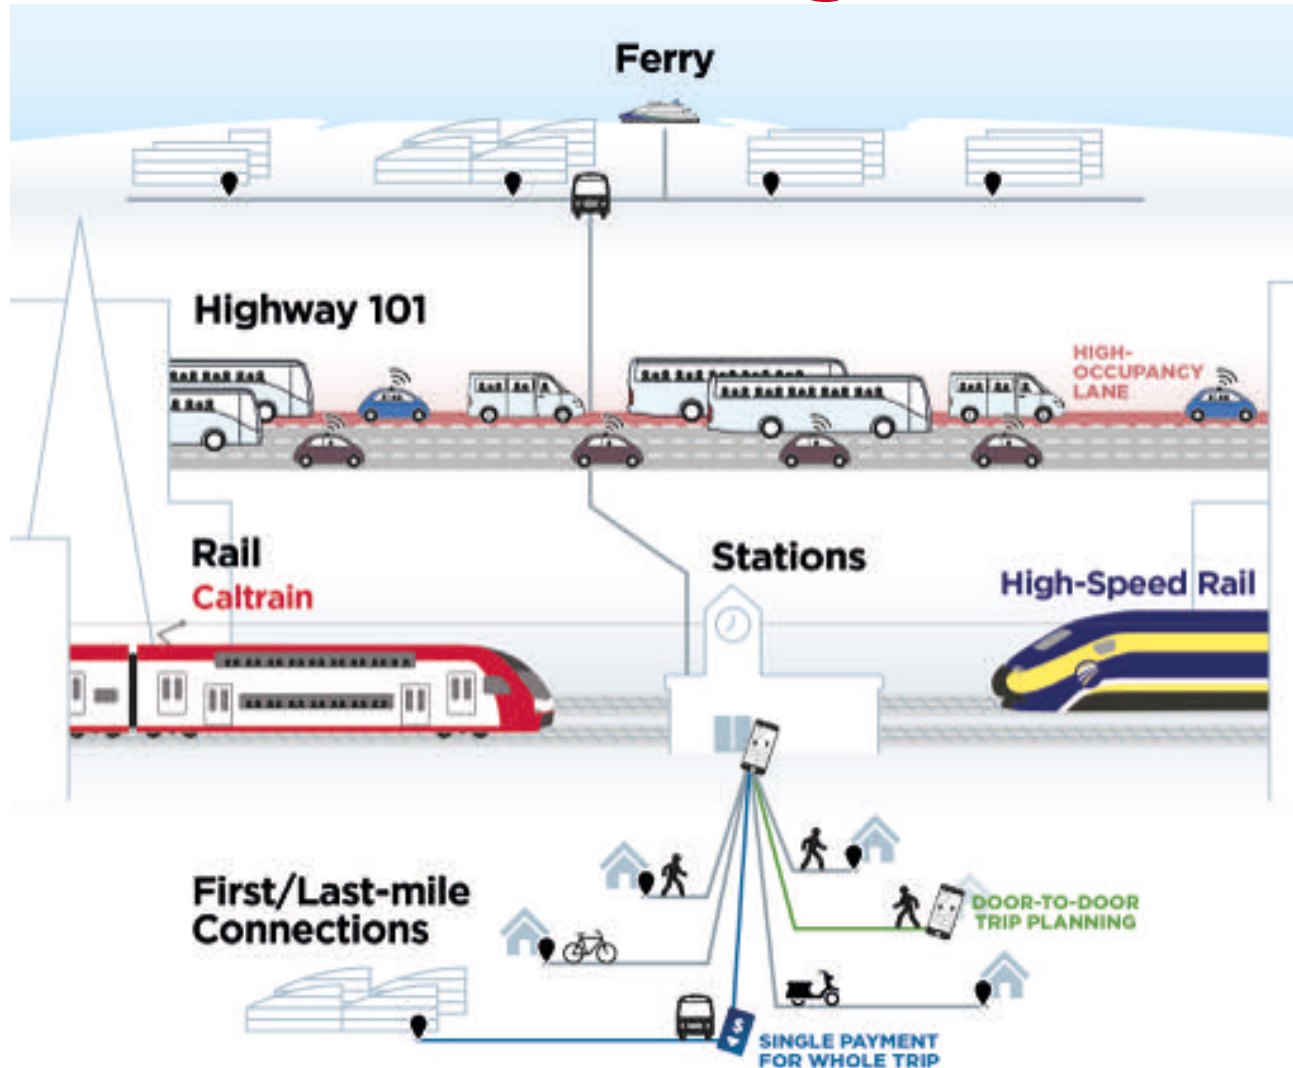 Ferry
Highway 101
HIGH-
OCCUPANCY
LANE
Rail
Caltrain
Stations
High-Speed Rail
First/Last-mile
Connections
DOOR-TO-DOOR
TRIP PLANNING
$
SINGLE PAYMENT
FOR WHOLE TRIP